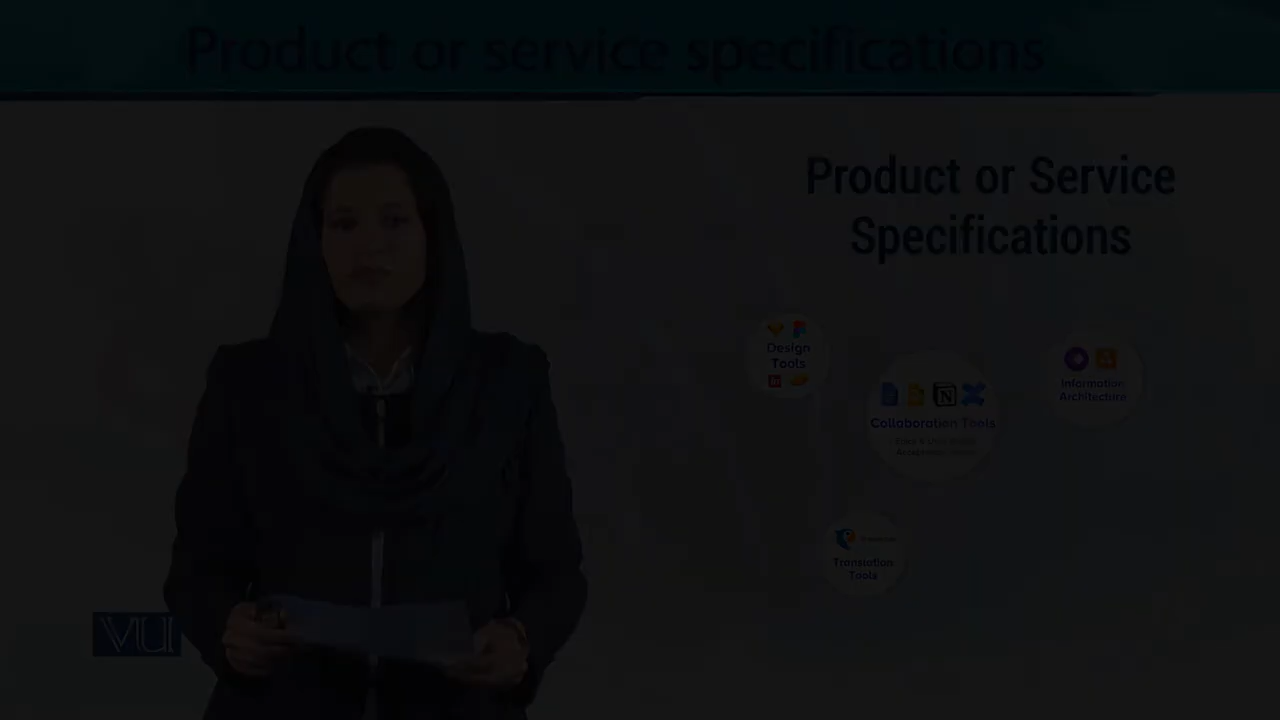 Product or service specifications
Product or Service
Specifications
Design
Tools
Collaboration Tools
Information
Architecture
Translation
Tools
VU